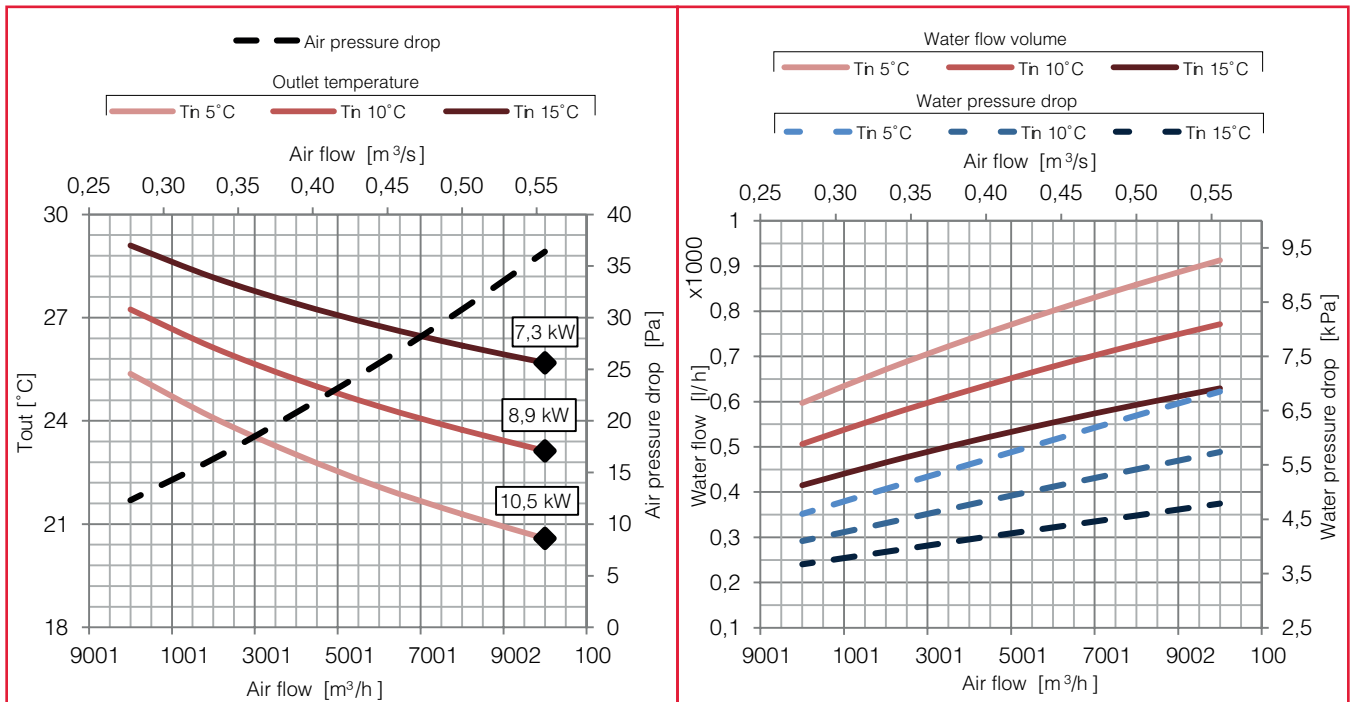 Air pressure drop
Outlet temperature
Tin 5°C Tin 10°C Tin 15°C
Air flow [m³/s]
0,25 0,30 0,35 0,40 0,45 0,50 0,55
30 40
35
27 30
25
24 20
15
21 10
5
18 0
Tout [°C]
Air pressure drop [Pa]
7,3 kW
8,9 kW
10,5 kW
9001 1001 3001 5001 7001 9002 100
Air flow [m³/h]
Water flow volume
Tin 5°C Tin 10°C Tin 15°C
Water pressure drop
Tin 5°C Tin 10°C Tin 15°C
Air flow [m³/s]
0,25 0,30 0,35 0,40 0,45 0,50 0,55
1
0,9 9,5
0,8 8,5
0,7 7,5
0,6 6,5
0,5 5,5
0,4 4,5
0,3
0,2 3,5
0,1 2,5
x1000
Water flow [l/h]
Water pressure drop [kPa]
9001 1001 3001 5001 7001 9002 100
Air flow [m³/h]